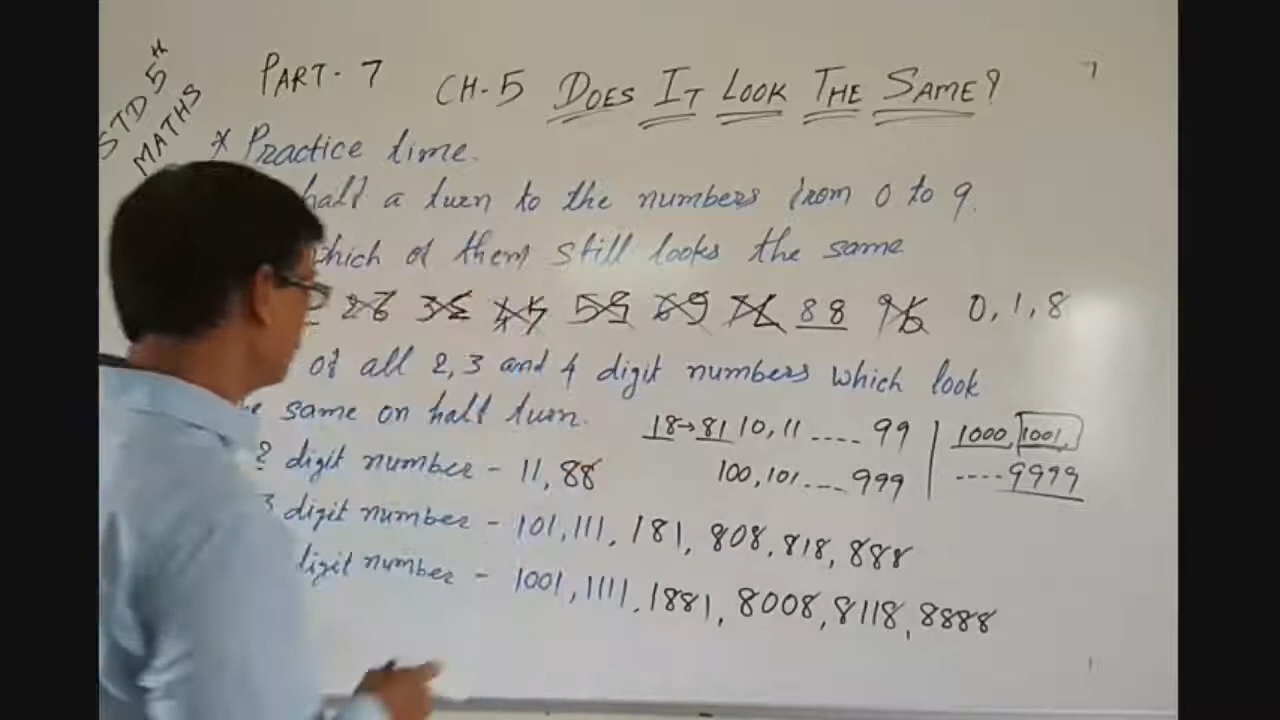 STD 5th
MATHS
PART-7 CH-5 DOES IT LOOK THE SAME?
* Practice time.
half a turn to the numbers from 0 to 9.
which of them still looks the same
88 0, 1, 8
of all 2, 3 and 4 digit numbers which look
same on half turn.
18→81 10, 11 .... 99 | 1000, 1001,
2 digit number - 11, 88
100, 101 ... 999 | ....9999
3 digit number - 101, 111, 181, 808, 818, 888
digit number - 1001, 1111, 1881, 8008, 8118, 8888